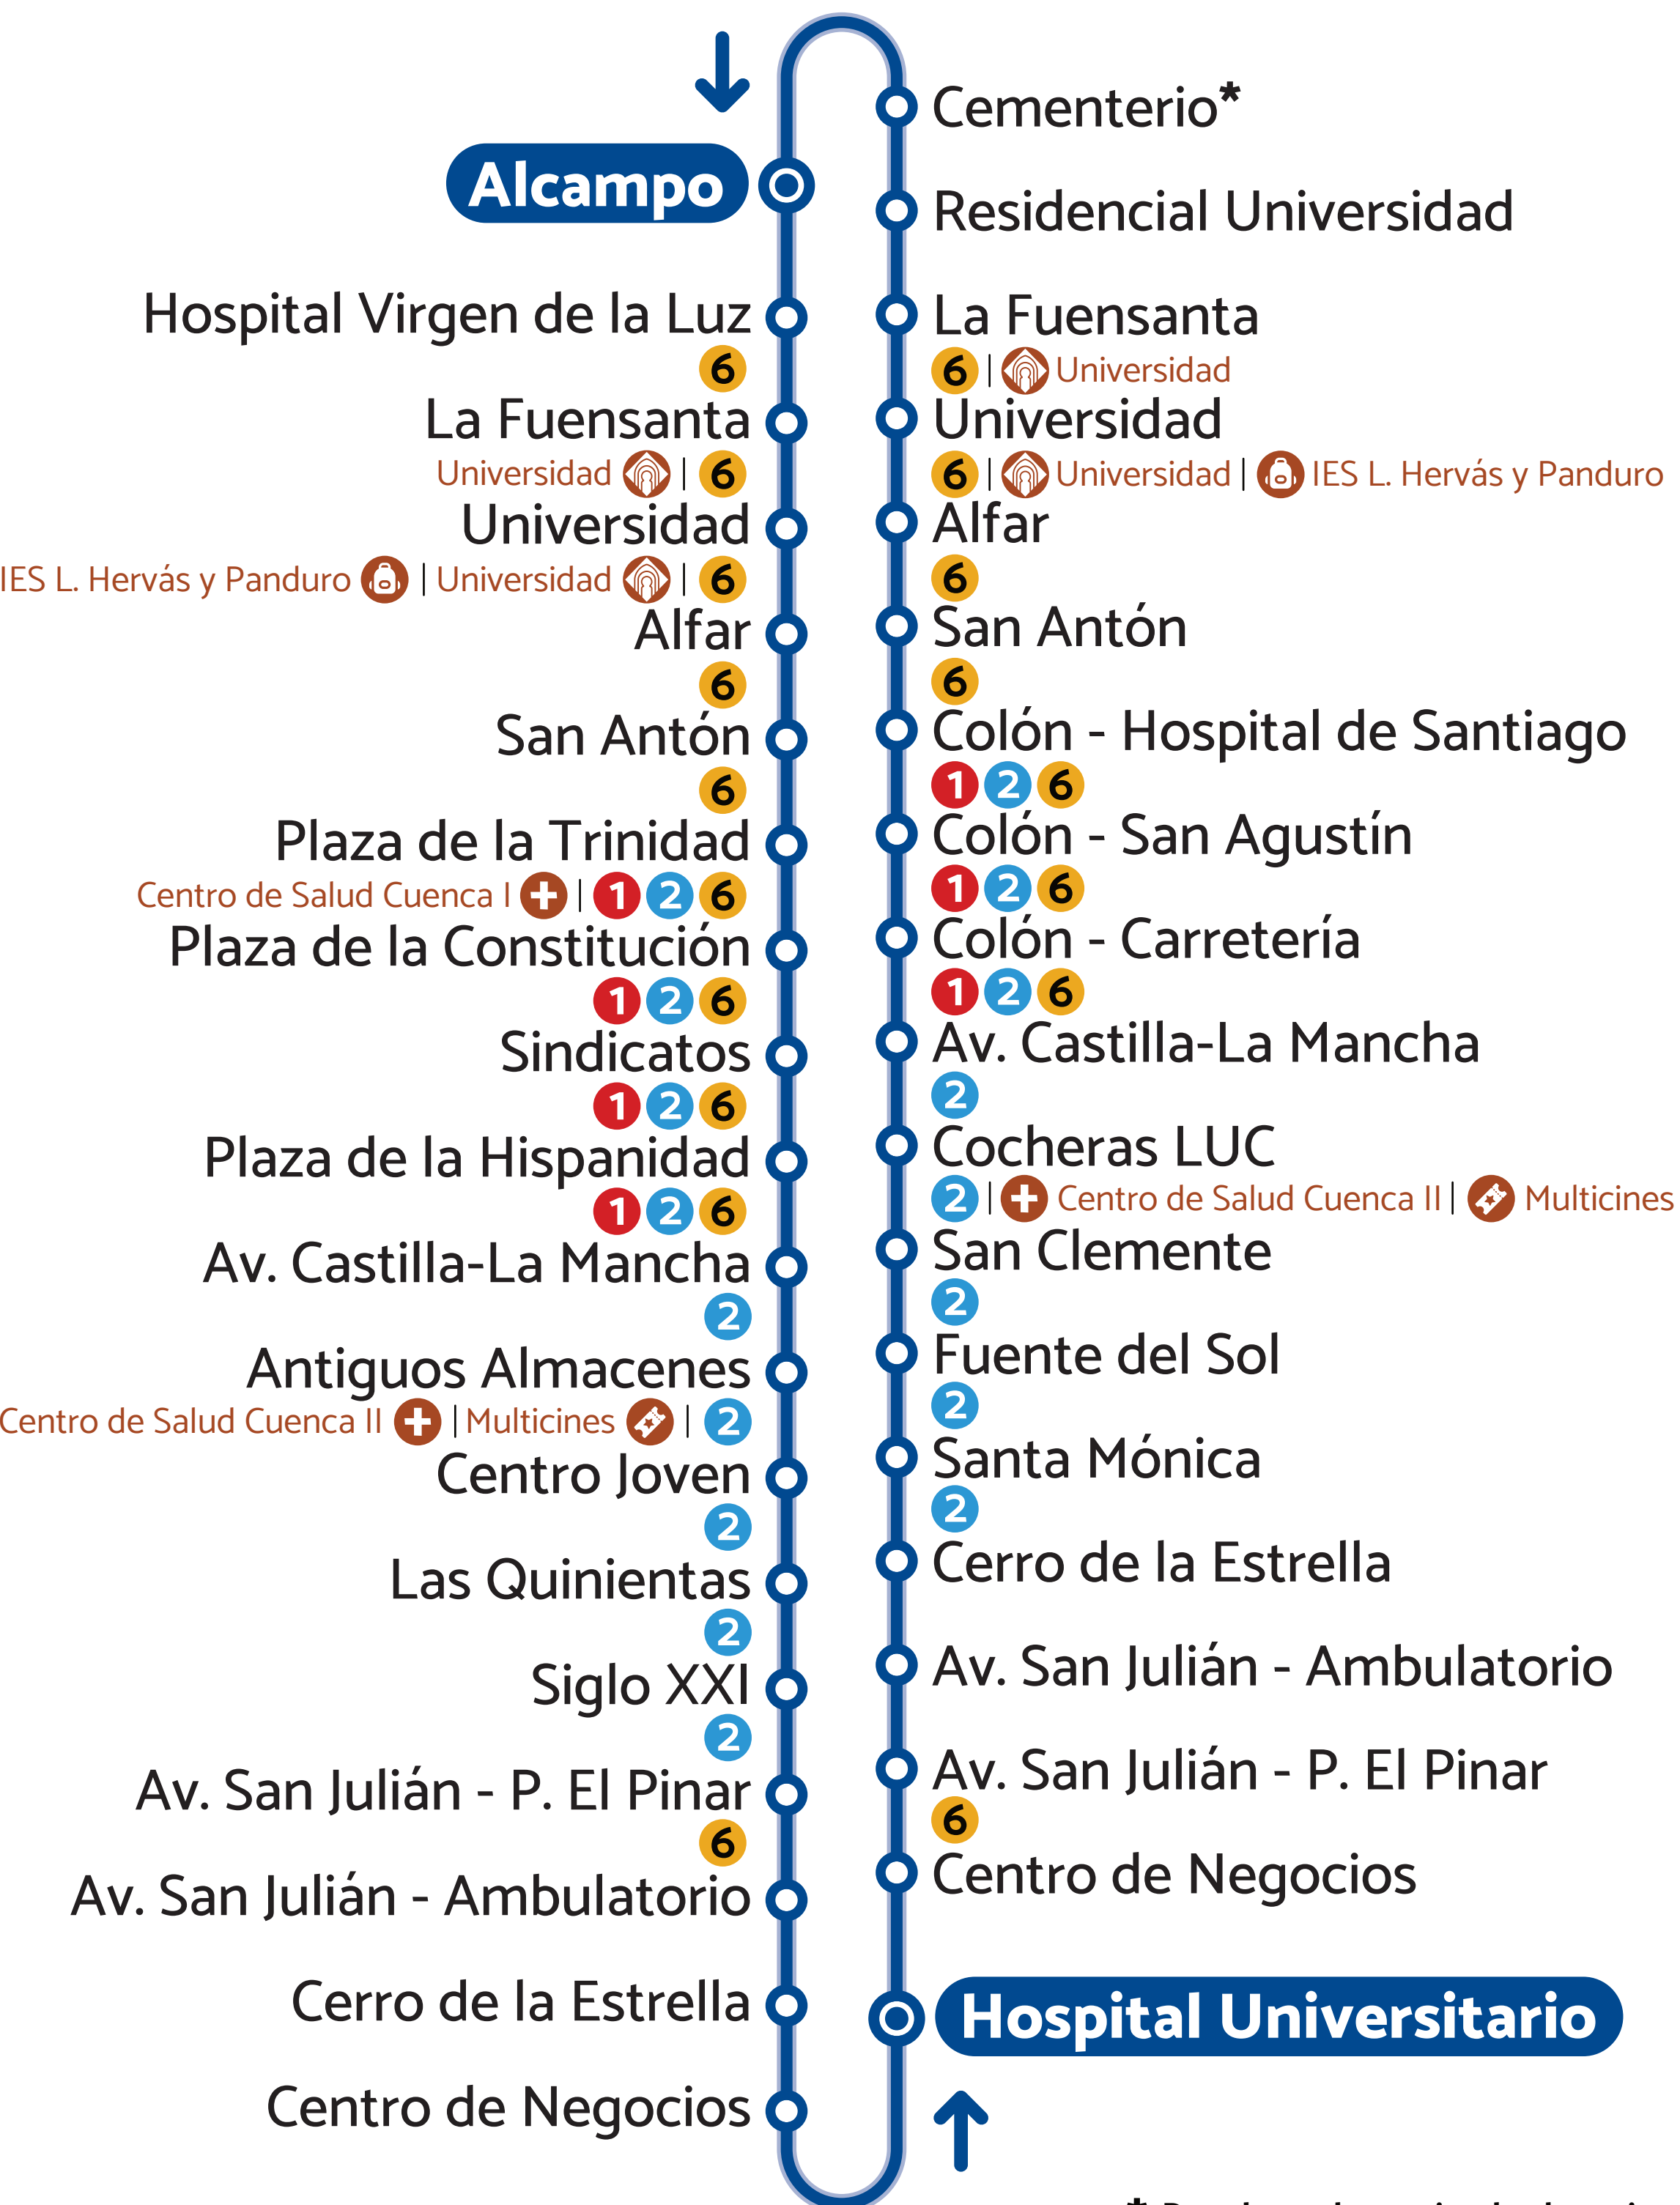 Alcampo
Hospital Virgen de la Luz
6
La Fuensanta
Universidad | 6
Universidad
IES L. Hervás y Panduro | Universidad | 6
Alfar
6
San Antón
6
Plaza de la Trinidad
Centro de Salud Cuenca I | 1 2 6
Plaza de la Constitución
1 2 6
Sindicatos
1 2 6
Plaza de la Hispanidad
1 2 6
Av. Castilla-La Mancha
2
Antiguos Almacenes
Centro de Salud Cuenca II | Multicines | 2
Centro Joven
2
Las Quinientas
2
Siglo XXI
2
Av. San Julián - P. El Pinar
6
Av. San Julián - Ambulatorio
Cerro de la Estrella
Centro de Negocios
Cementerio*
Residencial Universidad
La Fuensanta
6 | Universidad
Universidad
6 | Universidad | IES L. Hervás y Panduro
Alfar
6
San Antón
6
Colón - Hospital de Santiago
1 2 6
Colón - San Agustín
1 2 6
Colón - Carretería
1 2 6
Av. Castilla-La Mancha
2
Cocheras LUC
2 | Centro de Salud Cuenca II | Multicines
San Clemente
2
Fuente del Sol
2
Santa Mónica
2
Cerro de la Estrella
Av. San Julián - Ambulatorio
Av. San Julián - P. El Pinar
6
Centro de Negocios
Hospital Universitario